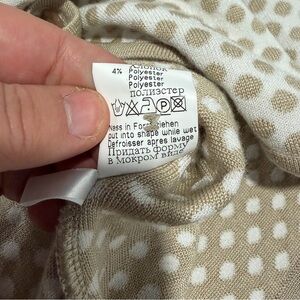 хлопок
4% Polyester
Polyester
Polyester
полиэстер
Nass in Form ziehen
put into shape while wet
Defroisser apres lavage
Придать форму
в мокром виде